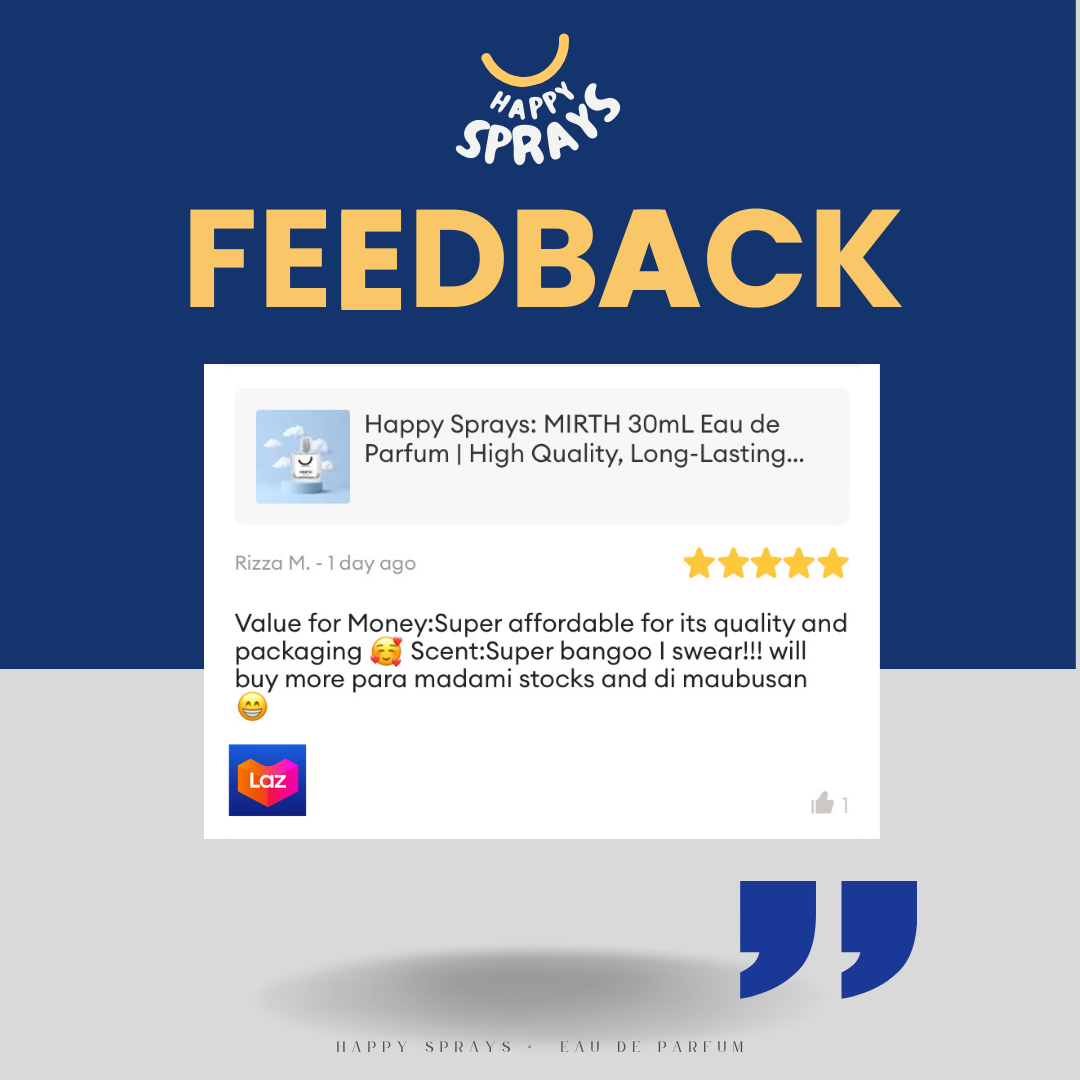 HAPPY
SPRAYS
FEEDBACK
Happy Sprays: MIRTH 30mL Eau de
Parfum | High Quality, Long-Lasting...
MIRTH
Rizza M. - 1 day ago
Value for Money:Super affordable for its quality and
packaging 🥰 Scent:Super bangoo I swear!!! will
buy more para madami stocks and di maubusan
😁
Laz
1
HAPPY SPRAYS • EAU DE PARFUM